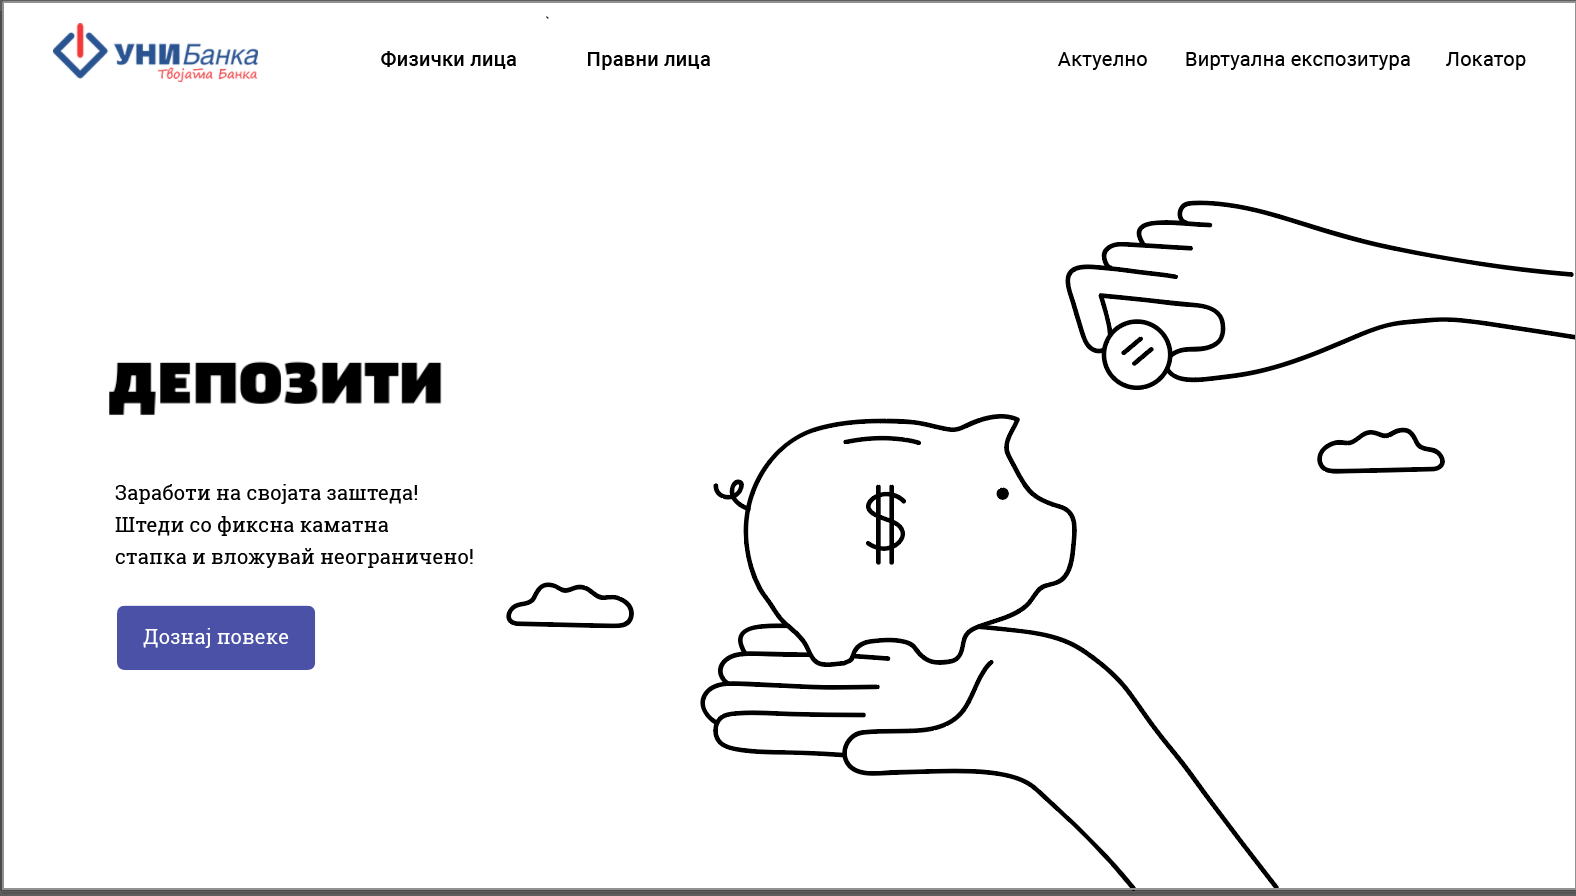 УНИБанка
Твојата Банка
Физички лица
Правни лица
Актуелно
Виртуална експозитура
Локатор
ДЕПОЗИТИ
Заработи на својата заштеда!
Штеди со фиксна каматна
стапка и вложувай неограничено!
Дознај повеке
$